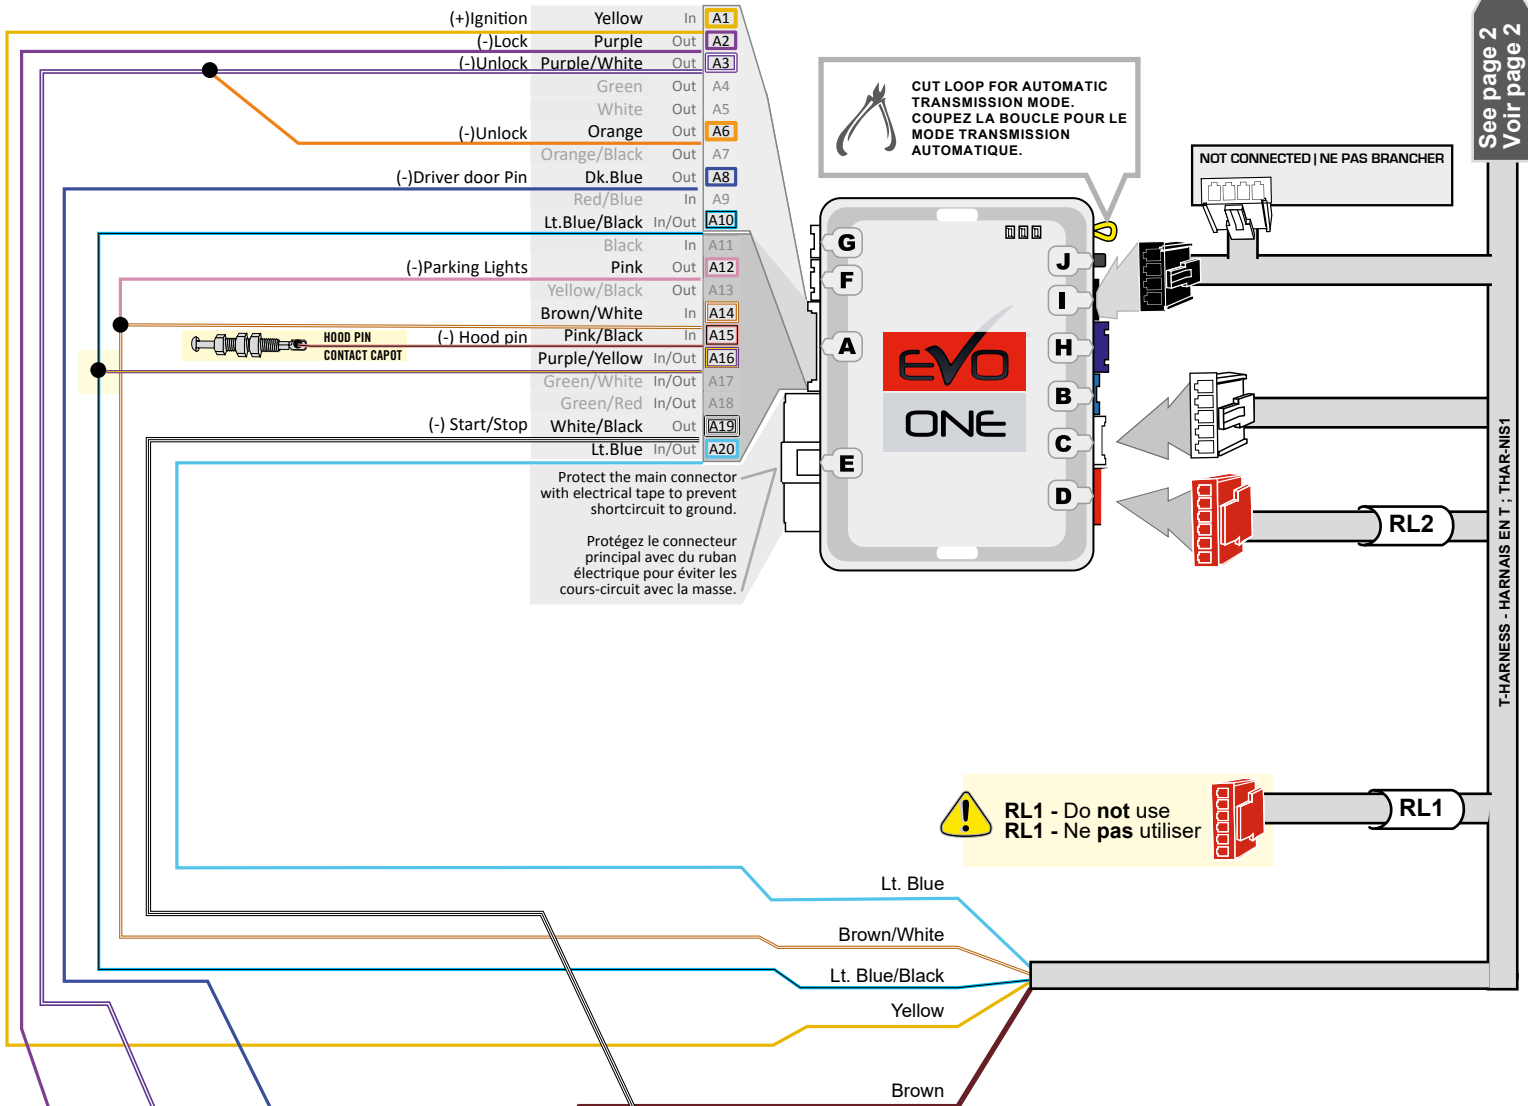 (+)Ignition Yellow In A1
(-)Lock Purple Out A2
(-)Unlock Purple/White Out A3
Green Out A4
White Out A5
(-)Unlock Orange Out A6
Orange/Black Out A7
(-)Driver door Pin Dk.Blue Out A8
Red/Blue In A9
Lt.Blue/Black In/Out A10
Black In A11
(-)Parking Lights Pink Out A12
Yellow/Black Out A13
Brown/White In A14
HOOD PIN
CONTACT CAPOT
(-) Hood pin Pink/Black In A15
Purple/Yellow In/Out A16
Green/White In/Out A17
Green/Red In/Out A18
(-) Start/Stop White/Black Out A19
Lt.Blue In/Out A20
Protect the main connector
with electrical tape to prevent
shortcircuit to ground.
Protégez le connecteur
principal avec du ruban
électrique pour éviter les
cours-circuit avec la masse.
CUT LOOP FOR AUTOMATIC
TRANSMISSION MODE.
COUPEZ LA BOUCLE POUR LE
MODE TRANSMISSION
AUTOMATIQUE.
NOT CONNECTED | NE PAS BRANCHER
See page 2
Voir page 2
G
F
A
E
J
I
H
B
C
D
EVO
ONE
RL2
T-HARNESS - HARNAIS EN T ; THAR-NIS1
RL1 - Do not use
RL1 - Ne pas utiliser
RL1
Lt. Blue
Brown/White
Lt. Blue/Black
Yellow
Brown